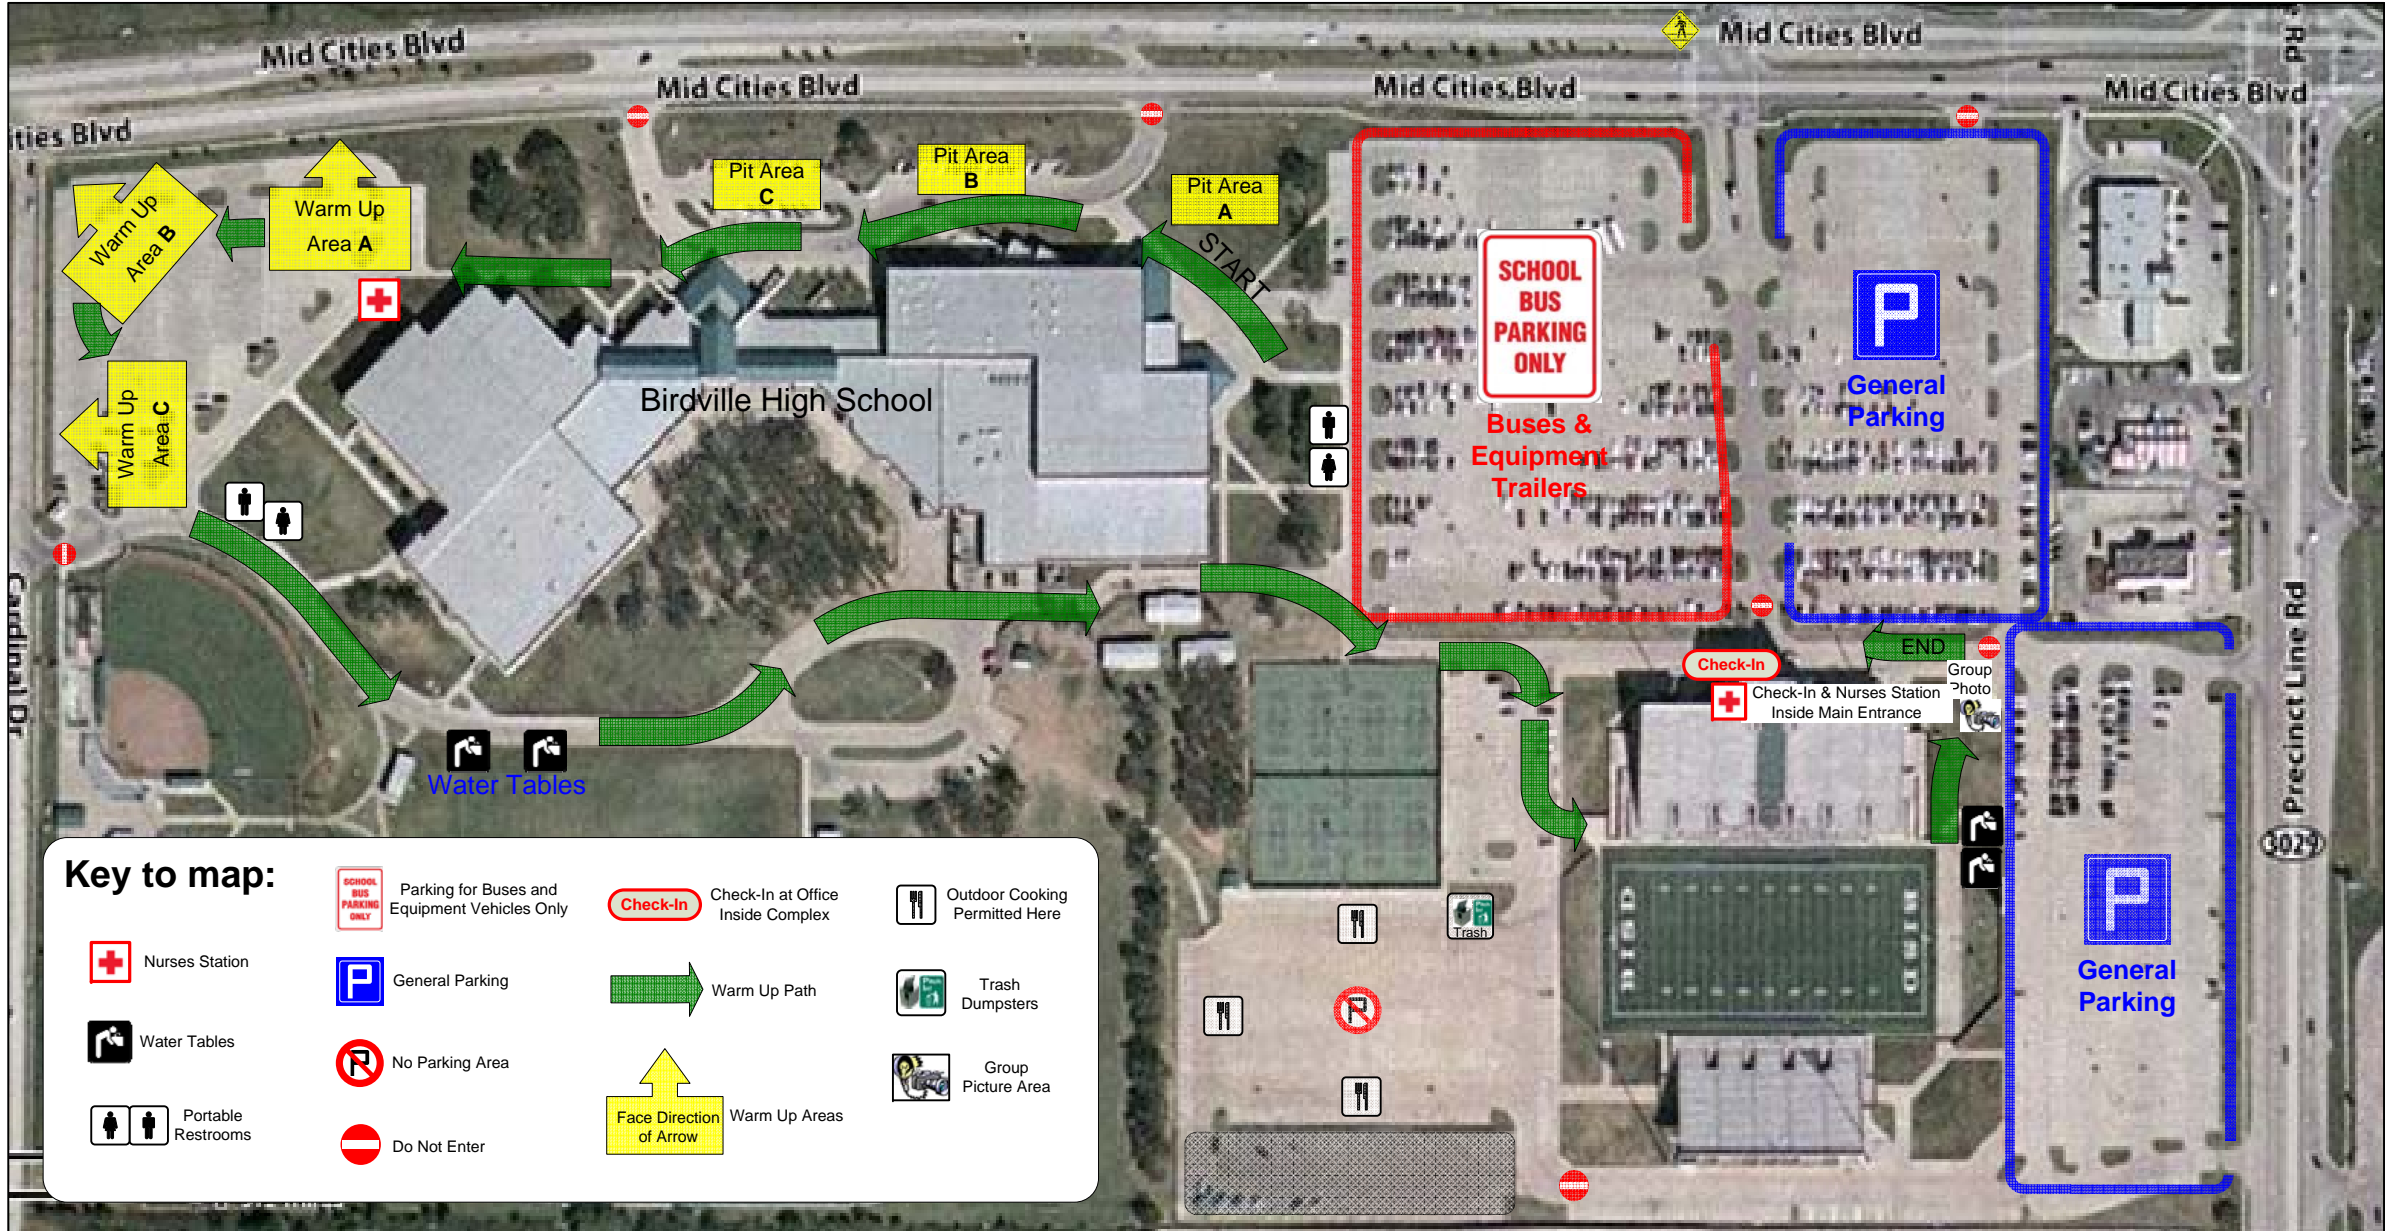 Mid Cities Blvd
Mid Cities Blvd
Mid Cities Blvd
Mid Cities Blvd
Mid Cities Blvd
ities Blvd
Rd
Pit Area
C
Pit Area
B
Pit Area
A
START
Warm Up
Area A
Warm Up
Area B
Warm Up
Area C
Birdville High School
SCHOOL
BUS
PARKING
ONLY
Buses &
Equipment
Trailers
P
General
Parking
Cardinal Dr
Precinct Line Rd
3029
END
Check-In
Check-In & Nurses Station
Inside Main Entrance
Group
Photo
Water Tables
P
General
Parking
Trash
P
BISD
BISD
Key to map:
Nurses Station
Water Tables
Portable
Restrooms
SCHOOL
BUS
PARKING
ONLY
Parking for Buses and
Equipment Vehicles Only
P
General Parking
P
No Parking Area
Do Not Enter
Check-In
Check-In at Office
Inside Complex
Warm Up Path
Face Direction
of Arrow
Warm Up Areas
Outdoor Cooking
Permitted Here
Trash
Dumpsters
Group
Picture Area